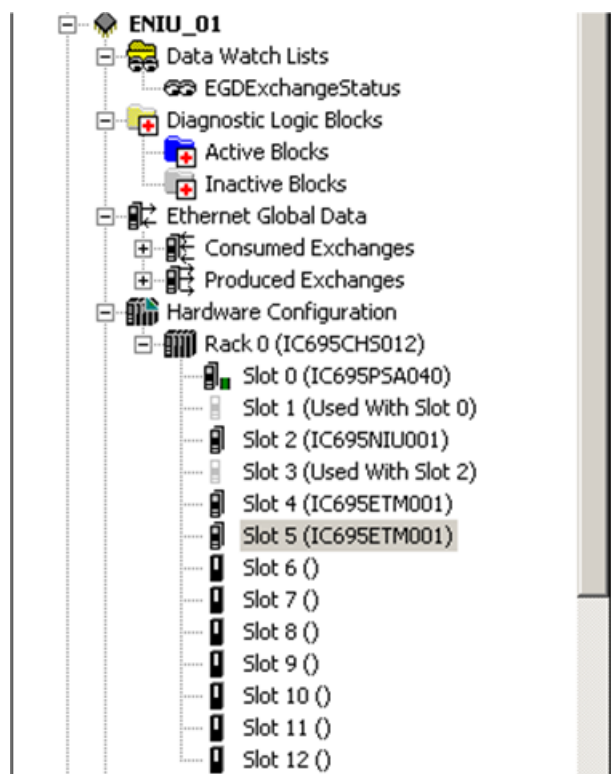 ENIU_01
Data Watch Lists
EGDExchangeStatus
Diagnostic Logic Blocks
Active Blocks
Inactive Blocks
Ethernet Global Data
Consumed Exchanges
Produced Exchanges
Hardware Configuration
Rack 0 (IC695CHS012)
Slot 0 (IC695PSA040)
Slot 1 (Used With Slot 0)
Slot 2 (IC695NIU001)
Slot 3 (Used With Slot 2)
Slot 4 (IC695ETM001)
Slot 5 (IC695ETM001)
Slot 6 ()
Slot 7 ()
Slot 8 ()
Slot 9 ()
Slot 10 ()
Slot 11 ()
Slot 12 ()